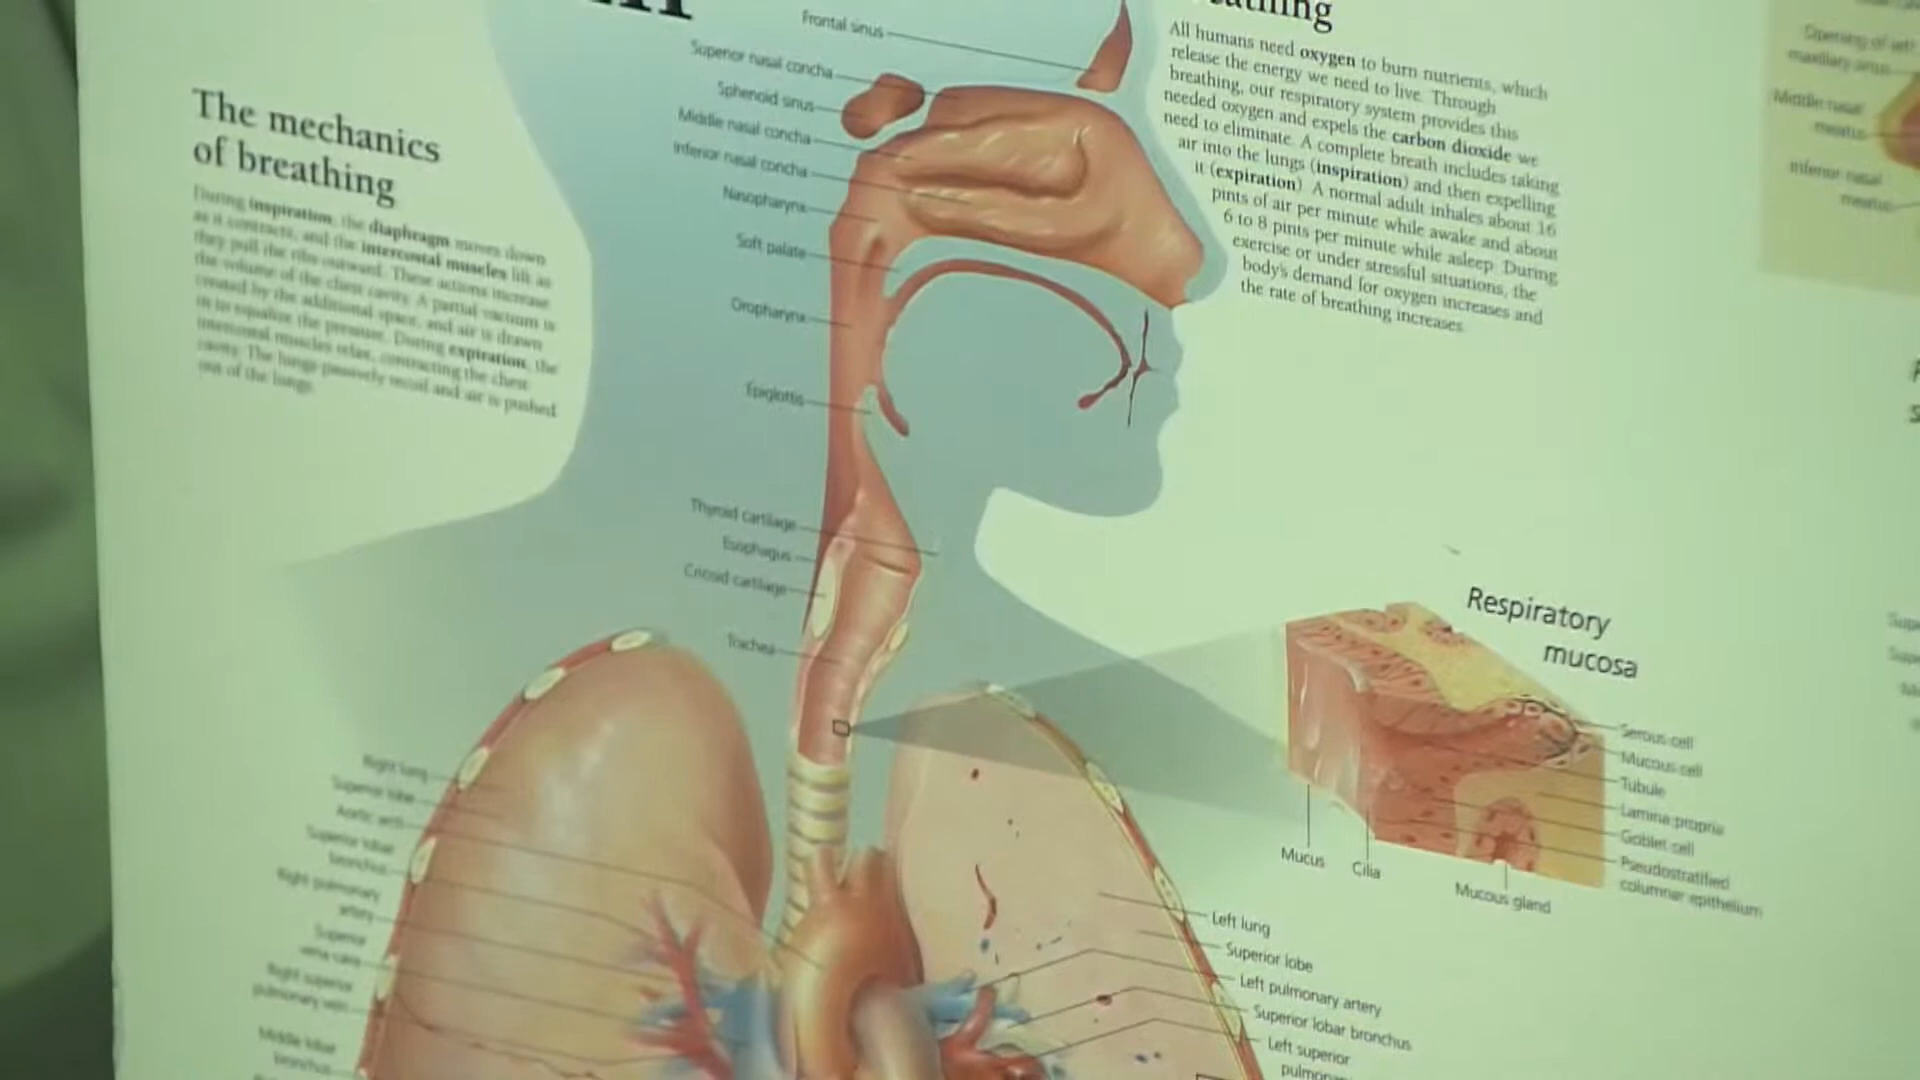 The mechanics
of breathing
During inspiration, the diaphragm moves down
as it contracts, and the intercostal muscles lift as
they pull the ribs outward. These actions increase
the volume of the chest cavity. A partial vacuum is
created by the additional space, and air is drawn
in to equalize the pressure. During expiration, the
intercostal muscles relax, contracting the chest
cavity. The lungs passively recoil and air is pushed
out of the lungs.
Frontal sinus
Superior nasal concha
Sphenoid sinus
Middle nasal concha
Inferior nasal concha
Nasopharynx
Soft palate
Oropharynx
Epiglottis
Thyroid cartilage
Esophagus
Cricoid cartilage
Trachea
All humans need oxygen to burn nutrients, which
release the energy we need to live. Through
breathing, our respiratory system provides this
needed oxygen and expels the carbon dioxide we
need to eliminate. A complete breath includes taking
air into the lungs (inspiration) and then expelling
it (expiration). A normal adult inhales about 16
pints of air per minute while awake and about
6 to 8 pints per minute while asleep. During
exercise or under stressful situations, the
body's demand for oxygen increases and
the rate of breathing increases.
Opening of left
maxillary sinus
Middle nasal
meatus
Inferior nasal
meatus
Respiratory
mucosa
Serous cell
Mucous cell
Tubule
Lamina propria
Goblet cell
Pseudostratified
columnar epithelium
Mucus
Cilia
Mucous gland
Right lung
Superior lobe
Aortic arch
Superior lobar
bronchus
Right pulmonary
artery
Superior
vena cava
Right superior
pulmonary vein
Middle lobar
bronchus
Left lung
Superior lobe
Left pulmonary artery
Superior lobar bronchus
Left superior